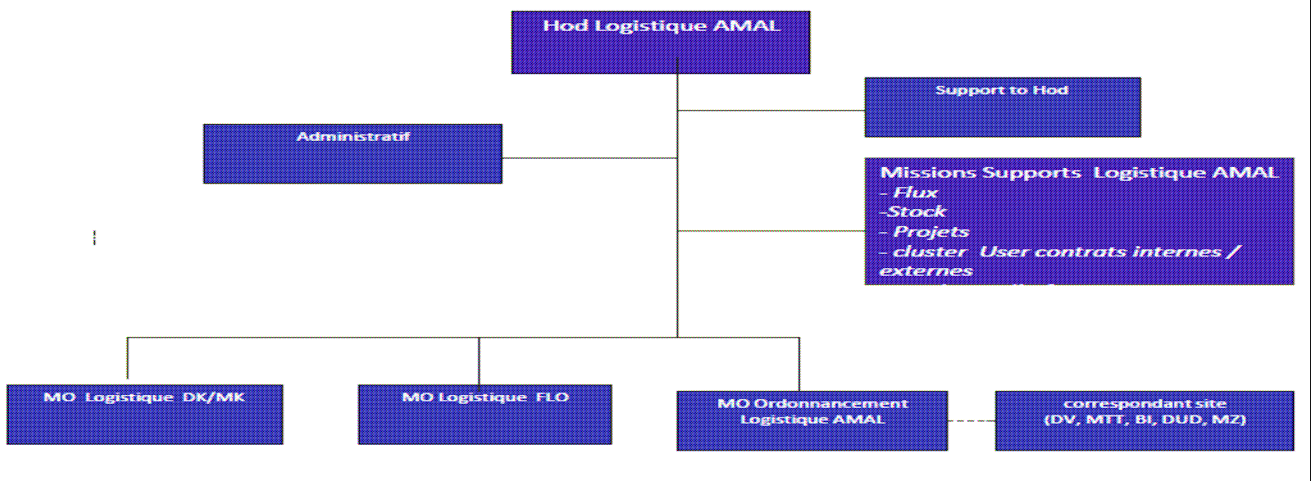 Hod Logistique AMAL
Support to Hod
Administratif
Missions Supports Logistique AMAL
- Flux
-Stock
- Projets
- cluster User contrats internes /
externes
MO Logistique DK/MK
MO Logistique FLO
MO Ordonnancement
Logistique AMAL
correspondant site
(DV, MTT, BI, DUD, MZ)